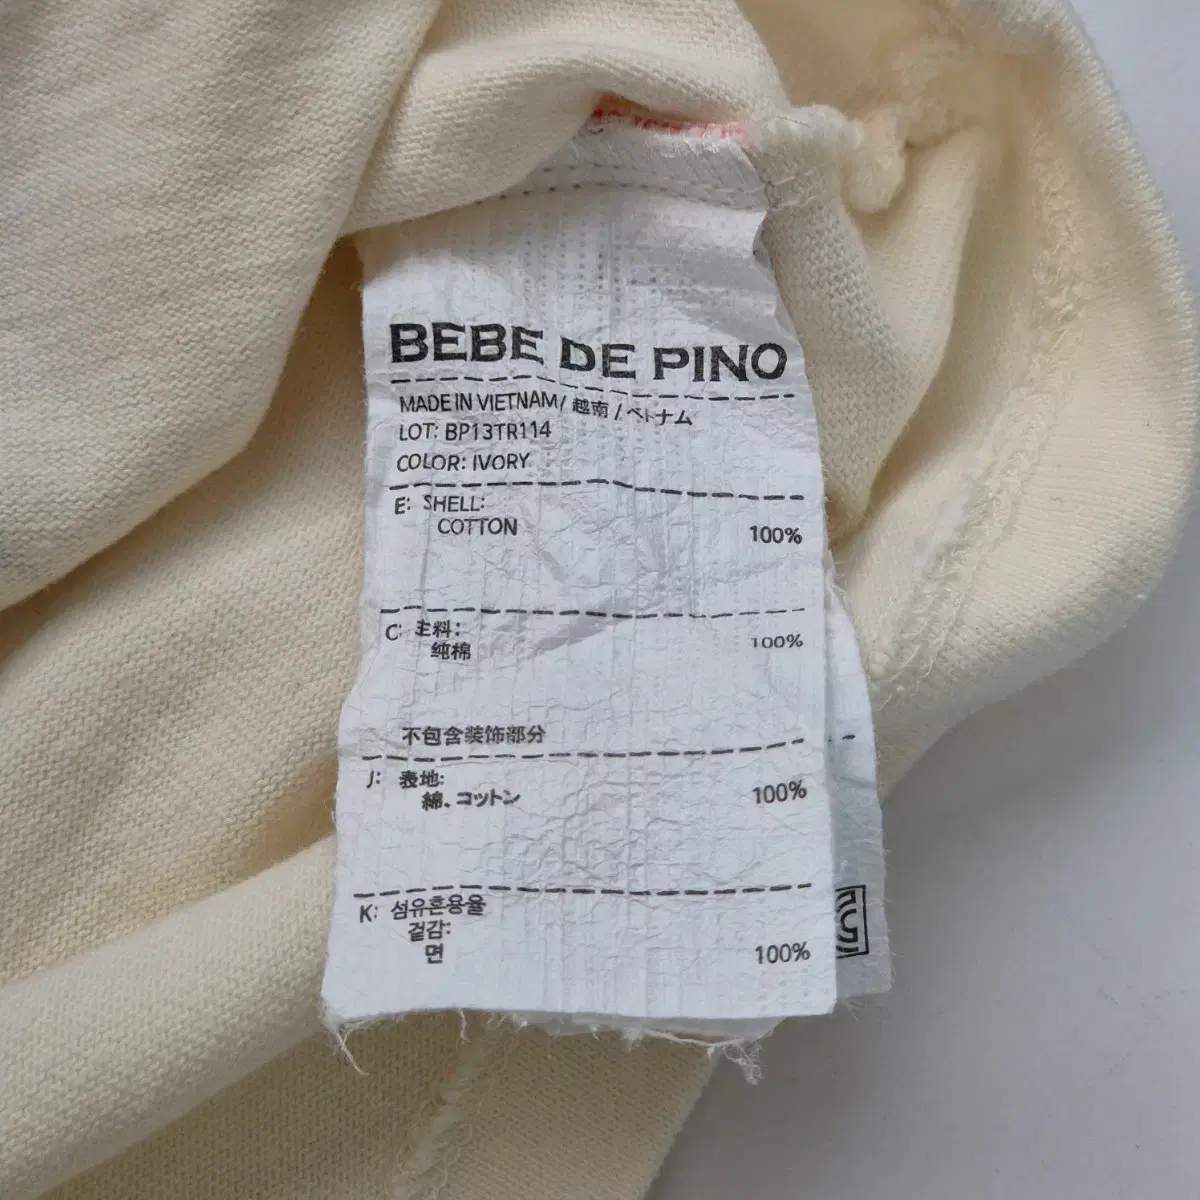 BEBE DE PINO
MADE IN VIETNAM / 越南 / ベトナム
LOT: BP13TR114
COLOR: IVORY
E: SHELL:
COTTON 100%
C: 主料:
纯棉 100%
不包含装饰部分
J: 表地:
綿、コットン 100%
K: 섬유혼용율
겉감:
면 100%